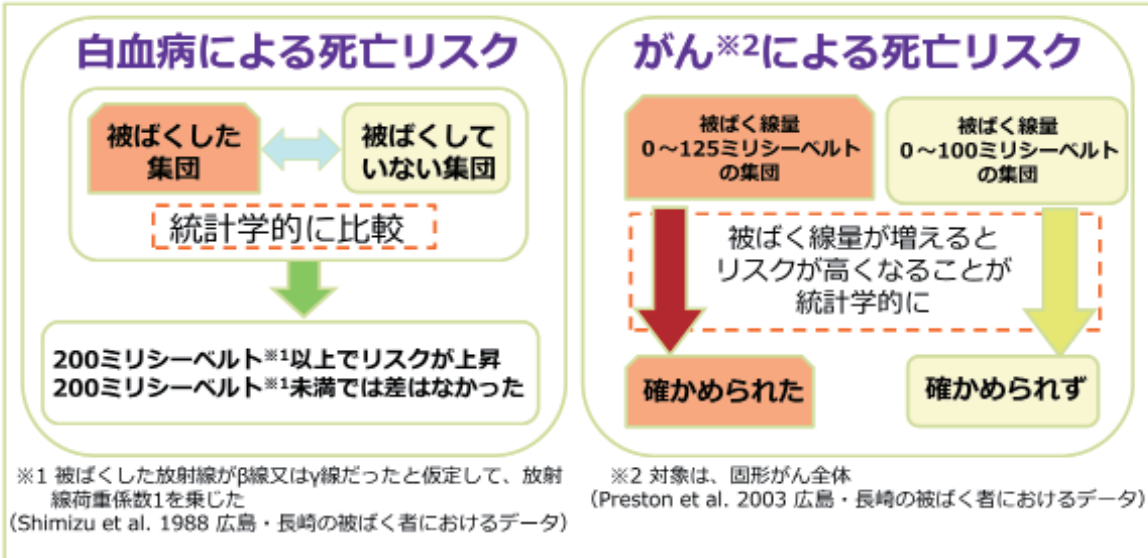 白血病による死亡リスク
被ばくした
集団
被ばくして
いない集団
統計学的に比較
200ミリシーベルト※1以上でリスクが上昇
200ミリシーベルト※1未満では差はなかった
※1 被ばくした放射線がβ線又はγ線だったと仮定して、放射
線荷重係数1を乗じた
（Shimizu et al. 1988 広島・長崎の被ばく者におけるデータ）
がん※2による死亡リスク
被ばく線量
０～125ミリシーベルト
の集団
被ばく線量
０～100ミリシーベルト
の集団
被ばく線量が増えると
リスクが高くなることが
統計学的に
確かめられた
確かめられず
※2 対象は、固形がん全体
（Preston et al. 2003 広島・長崎の被ばく者におけるデータ）